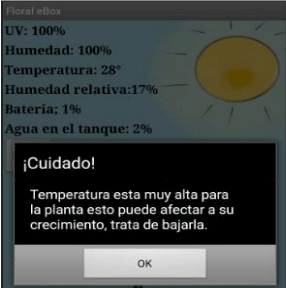 Floral eBox
UV: 100%
Humedad: 100%
Temperatura: 28°
Humedad relativa:17%
Bateria; 1%
Agua en el tanque: 2%
¡Cuidado!
Temperatura esta muy alta para
la planta esto puede afectar a su
crecimiento, trata de bajarla.
OK